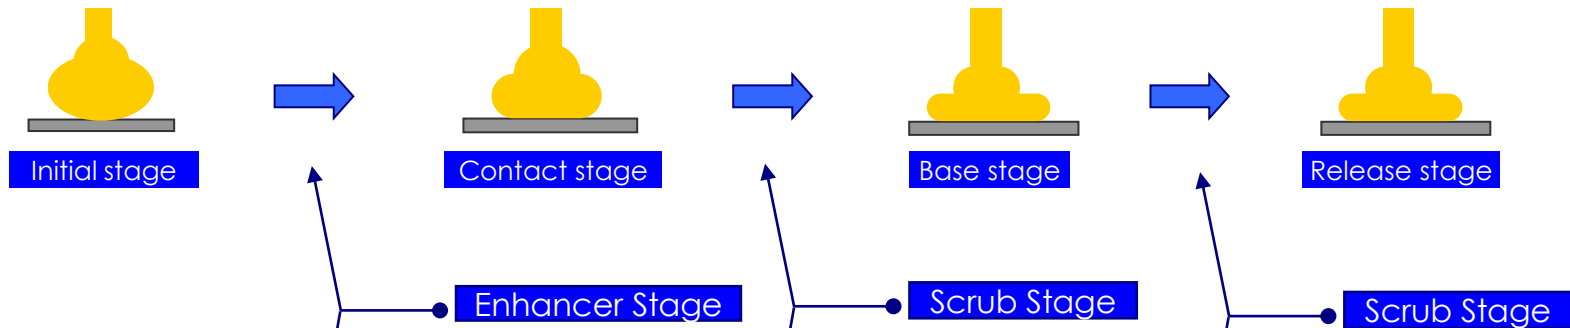 Initial stage
Contact stage
Base stage
Release stage
Enhancer Stage
Scrub Stage
Scrub Stage